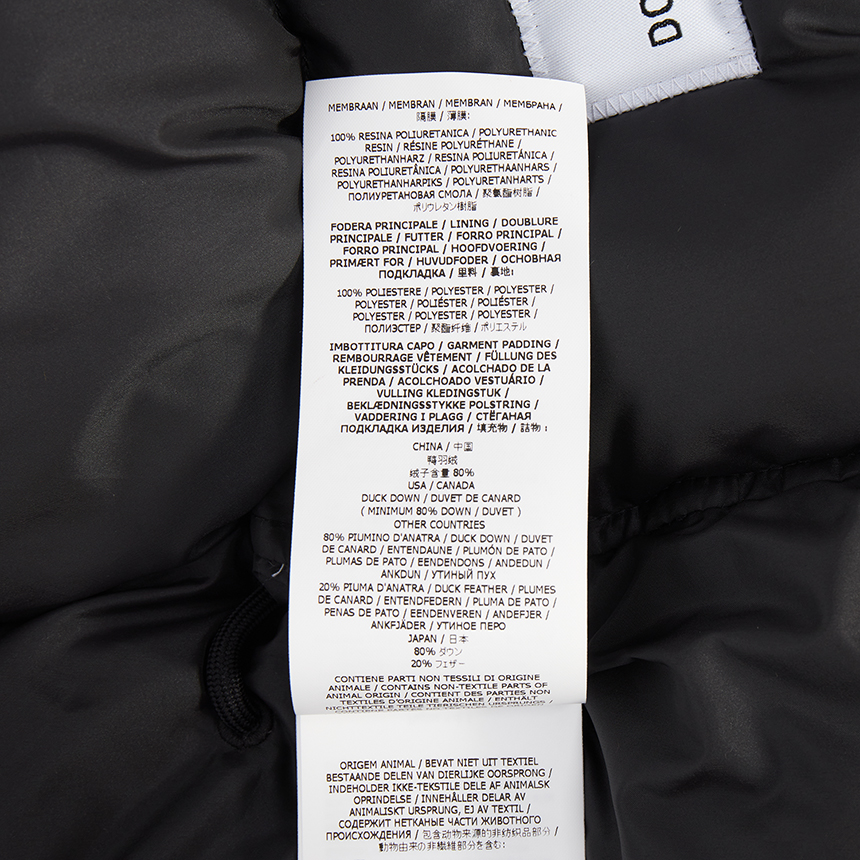 DO
MEMBRAAN / MEMBRAN / MEMBRAN / МЕМБРАНА /
隔膜 / 薄膜:
100% RESINA POLIURETANICA / POLYURETHANIC
RESIN / RÉSINE POLYURÉTHANE /
POLYURETHANHARZ / RESINA POLIURETÁNICA /
RESINA POLIURETÂNICA / POLYURETHAANHARS /
POLYURETHANHARPIKS / POLYURETANHARTS /
ПОЛИУРЕТАНОВАЯ СМОЛА / 聚氨酯树脂 /
ポリウレタン樹脂
FODERA PRINCIPALE / LINING / DOUBLURE
PRINCIPALE / FUTTER / FORRO PRINCIPAL /
FORRO PRINCIPAL / HOOFDVOERING /
PRIMÆRT FOR / HUVUDFODER / ОСНОВНАЯ
ПОДКЛАДКА / 里料 / 裏地:
100% POLIESTERE / POLYESTER / POLYESTER /
POLYESTER / POLIÉSTER / POLIÉSTER /
POLYESTER / POLYESTER / POLYESTER /
ПОЛИЭСТЕР / 聚酯纤维 / ポリエステル
IMBOTTITURA CAPO / GARMENT PADDING /
REMBOURRAGE VÊTEMENT / FÜLLUNG DES
KLEIDUNGSSTÜCKS / ACOLCHADO DE LA
PRENDA / ACOLCHOADO VESTUÁRIO /
VULLING KLEDINGSTUK /
BEKLÆDNINGSSTYKKE POLSTRING /
VADDERING I PLAGG / СТЁГАНАЯ
ПОДКЛАДКА ИЗДЕЛИЯ / 填充物 / 詰物 :
CHINA / 中国
鸭羽绒
绒子含量 80%
USA / CANADA
DUCK DOWN / DUVET DE CANARD
( MINIMUM 80% DOWN / DUVET )
OTHER COUNTRIES
80% PIUMINO D'ANATRA / DUCK DOWN / DUVET
DE CANARD / ENTENDAUNE / PLUMÓN DE PATO /
PLUMAS DE PATO / EENDENDONS / ANDEDUN /
ANKDUN / УТИНЫЙ ПУХ
20% PIUMA D'ANATRA / DUCK FEATHER / PLUMES
DE CANARD / ENTENDFEDERN / PLUMA DE PATO /
PENAS DE PATO / EENDENVEREN / ANDEFJER /
ANKFJÄDER / УТИНОЕ ПЕРО
JAPAN / 日本
80% ダウン
20% フェザー
CONTIENE PARTI NON TESSILI DI ORIGINE
ANIMALE / CONTAINS NON-TEXTILE PARTS OF
ANIMAL ORIGIN / CONTIENT DES PARTIES NON
TEXTILES D'ORIGINE ANIMALE / ENTHÄLT
NICHTTEXTILE TEILE TIERISCHEN URSPRUNGS /
ORIGEM ANIMAL / BEVAT NIET UIT TEXTIEL
BESTAANDE DELEN VAN DIERLIJKE OORSPRONG /
INDEHOLDER IKKE-TEKSTILE DELE AF ANIMALSK
OPRINDELSE / INNEHÅLLER DELAR AV
ANIMALISKT URSPRUNG, EJ AV TEXTIL /
СОДЕРЖИТ НЕТКАНЫЕ ЧАСТИ ЖИВОТНОГО
ПРОИСХОЖДЕНИЯ / 包含动物来源的非纺织品部分 /
動物由来の非繊維部分を含む: